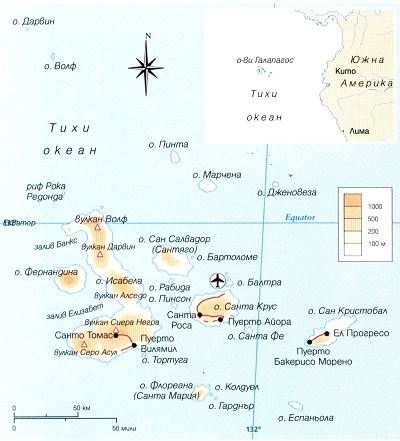 о. Дарвин
о. Волф
N
о-ви Галапагос
Тихи
океан
Южна
Кито
Америка
Лима
Тихи
океан
о. Пинта
о. Марчена
о. Дженовеза
риф Рока
Редонда
Equator
вулкан Волф
залив Банкс
вулкан Дарвин
о. Сан Салвадор
(Сантяго)
о. Бартоломе
1000
500
200
100 м
о. Фернандина
о. Исабела
о. Рабида
о. Балтра
вулкан Алседо
о. Пинсон
о. Санта Крус
о. Сан Кристобал
залив Елизабет
вулкан Сиера Негра
Санта
Роса
Пуерто Айора
Ел Прогресо
Санто Томас
Пуерто
Вилямил
о. Санта Фе
вулкан Серо Асул
о. Тортуга
Пуерто
Бакерисо Морено
о. Флореана
(Санта Мария)
о. Колдуел
о. Гарднър
о. Еспаньола
0
50 км
0
50 мили
132°